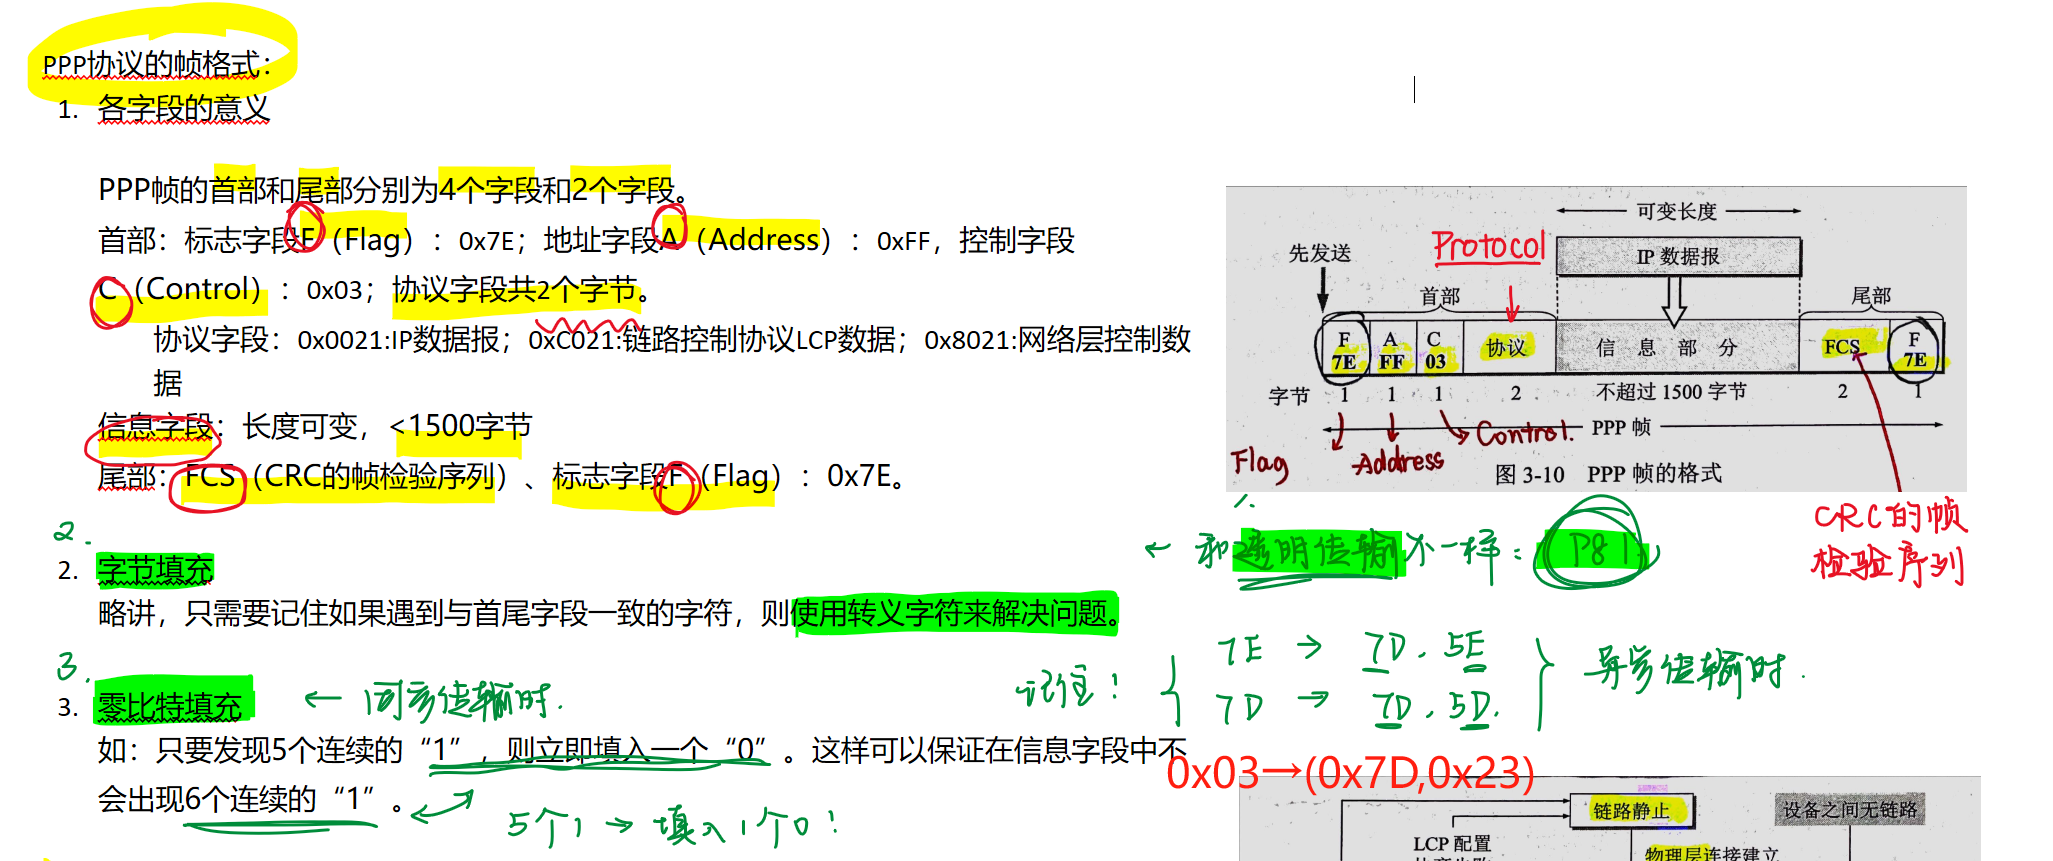 PPP协议的帧格式：
1. 各字段的意义
PPP帧的首部和尾部分别为4个字段和2个字段。
首部：标志字段F（Flag）：0x7E；地址字段A（Address）：0xFF，控制字段
C（Control）：0x03；协议字段共2个字节。
协议字段：0x0021:IP数据报；0xC021:链路控制协议LCP数据；0x8021:网络层控制数
据
信息字段：长度可变，<1500字节
尾部：FCS（CRC的帧检验序列）、标志字段F（Flag）：0x7E。
2.
2. 字节填充
略讲，只需要记住如果遇到与首尾字段一致的字符，则使用转义字符来解决问题。
3.
3. 零比特填充
← 同步传输时.
如：只要发现5个连续的“1”，则立即填入一个“0”。这样可以保证在信息字段中不
会出现6个连续的“1”。
5个1 → 填入1个0！
可变长度
Protocol
IP 数据报
先发送
首部
尾部
F A C 协议 信息部分 FCS F
7E FF 03 7E
字节 1 1 1 2 不超过 1500 字节 2 1
PPP 帧
Flag Address Control.
图 3-10 PPP 帧的格式
CRC的帧
检验序列
← 和透明传输不一样：P81
记住！
7E → 7D. 5E
7D → 7D. 5D.
异步传输时.
0x03→(0x7D,0x23)
链路静止
设备之间无链路
LCP 配置
物理层连接建立